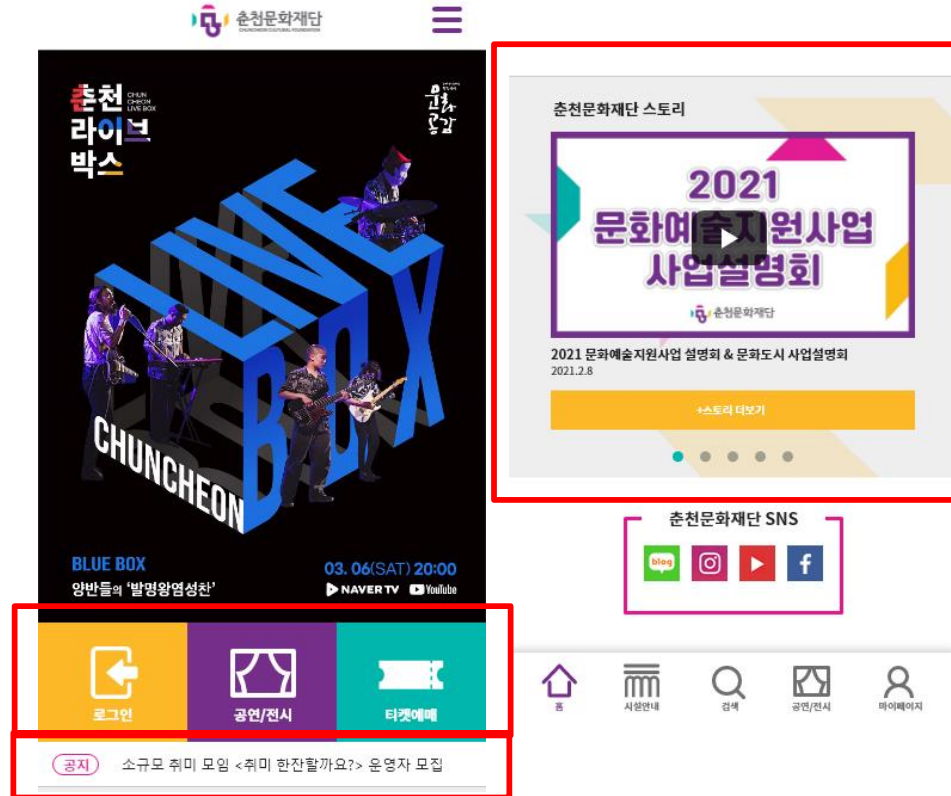 춘천문화재단
CHUNCHEON CULTURAL FOUNDATION
춘천
CHUN
CHEON
LIVE BOX
라이브
박스
문화
공감
LIVE
BOX
CHUNCHEON
BLUE BOX
양반들의 '발명왕염성찬'
03. 06(SAT) 20:00
NAVER TV YouTube
로그인
공연/전시
티켓예매
공지
소규모 취미 모임 <취미 한잔할까요?> 운영자 모집
춘천문화재단 스토리
2021
문화예술지원사업
사업설명회
춘천문화재단
2021 문화예술지원사업 설명회 & 문화도시 사업설명회
2021.2.8
+스토리 더보기
춘천문화재단 SNS
blog
홈
시설안내
검색
공연/전시
마이페이지